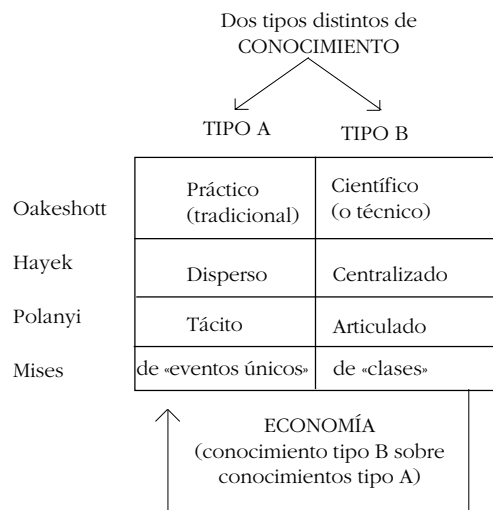 Dos tipos distintos de
CONOCIMIENTO
TIPO A TIPO B
Oakeshott Práctico (tradicional) Científico (o técnico)
Hayek Disperso Centralizado
Polanyi Tácito Articulado
Mises de «eventos únicos» de «clases»
ECONOMÍA
(conocimiento tipo B sobre
conocimientos tipo A)